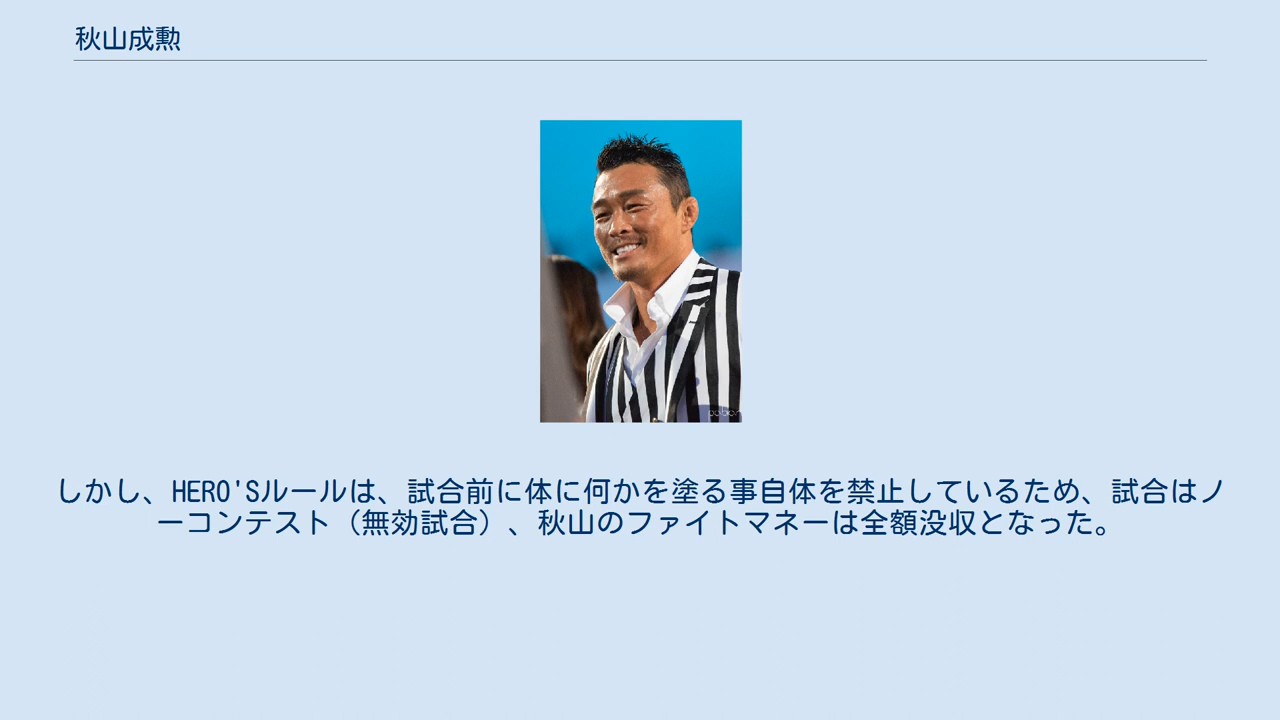 秋山成勲
しかし、HERO'Sルールは、試合前に体に何かを塗る事自体を禁止しているため、試合はノ
ーコンテスト（無効試合）、秋山のファイトマネーは全額没収となった。